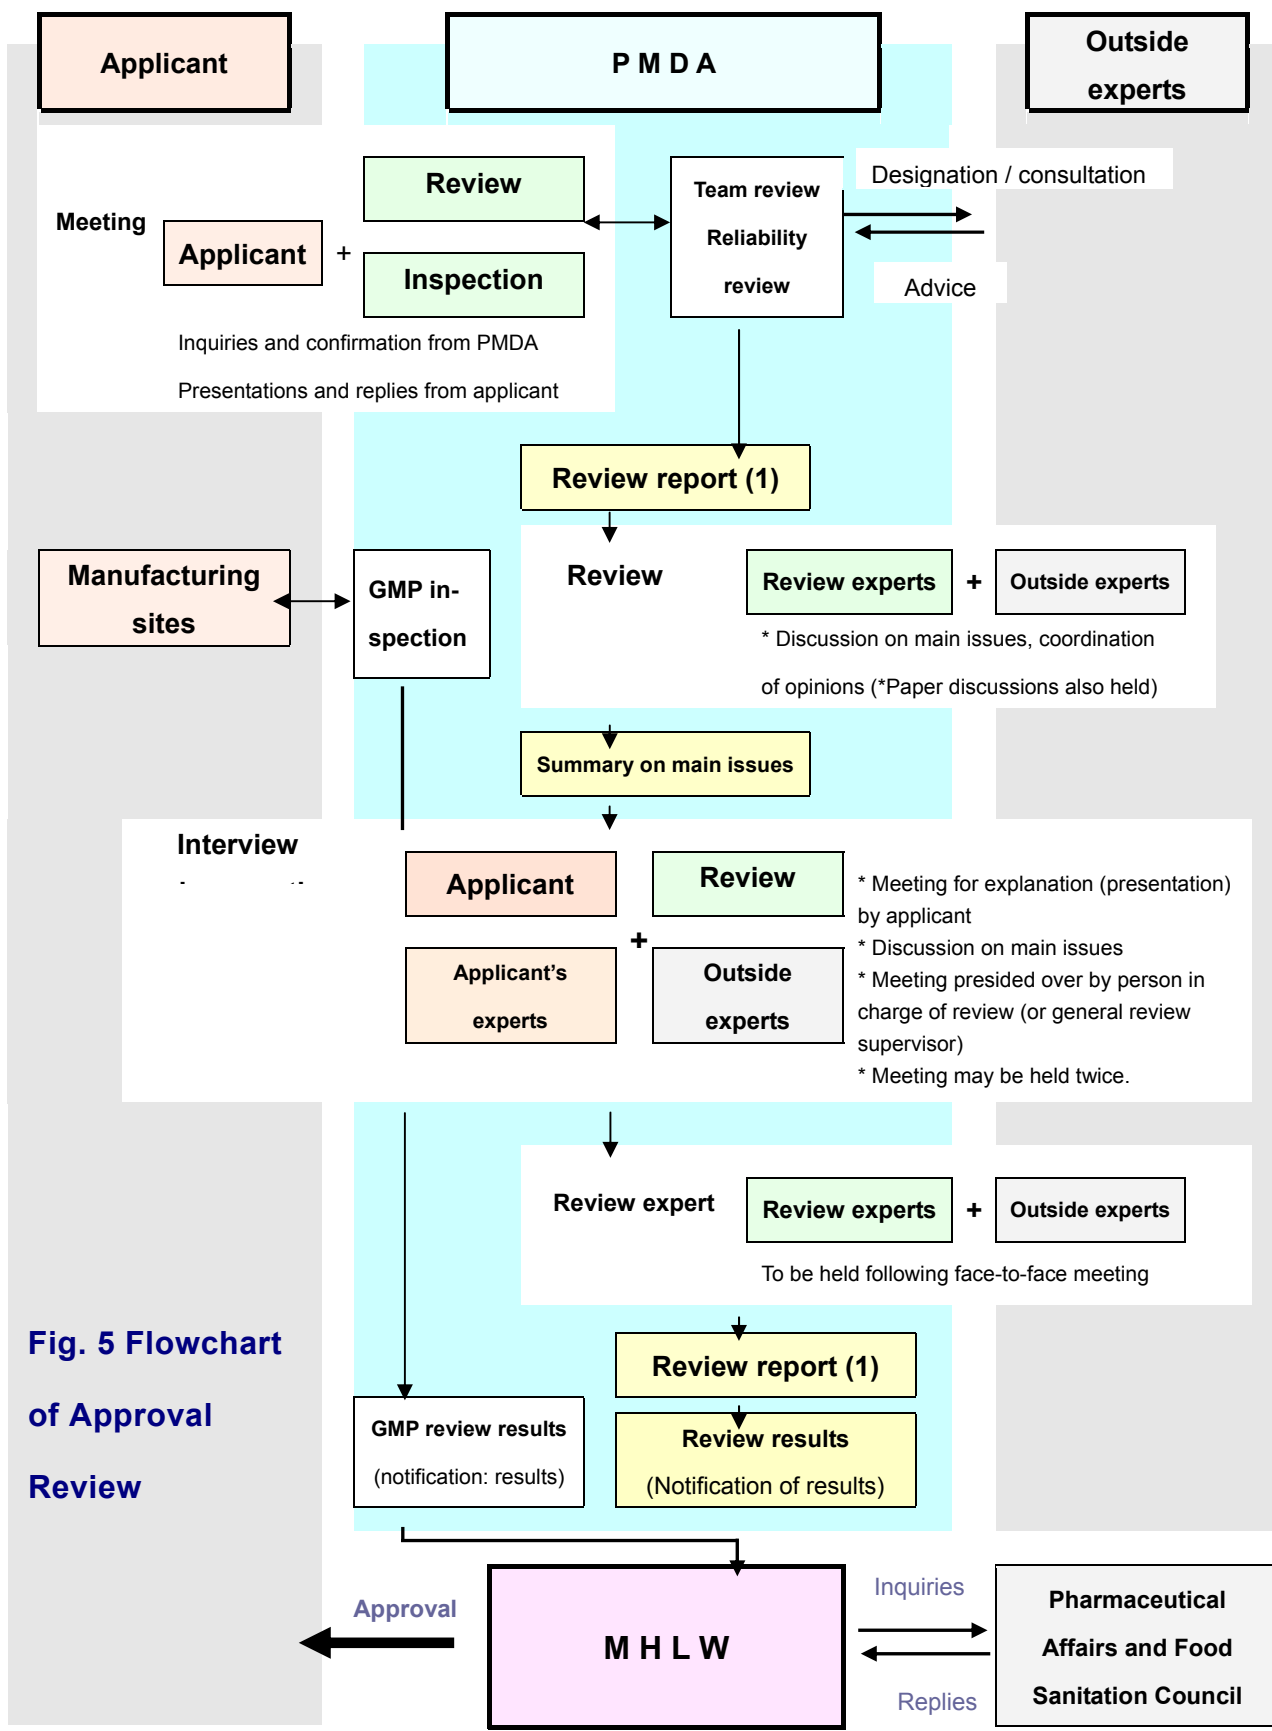 Applicant
P M D A
Outside
experts
Meeting
Applicant
+
Review
Inspection
Team review
Reliability
review
Designation / consultation
Advice
Inquiries and confirmation from PMDA
Presentations and replies from applicant
Review report (1)
Manufacturing
sites
GMP in-
spection
Review
Review experts
+
Outside experts
* Discussion on main issues, coordination
of opinions (*Paper discussions also held)
Summary on main issues
Interview
Applicant
Review
+
Applicant's
experts
Outside
experts
* Meeting for explanation (presentation)
by applicant
* Discussion on main issues
* Meeting presided over by person in
charge of review (or general review
supervisor)
* Meeting may be held twice.
Review expert
Review experts
+
Outside experts
To be held following face-to-face meeting
Fig. 5 Flowchart
of Approval
Review
Review report (1)
GMP review results
(notification: results)
Review results
(Notification of results)
Approval
M H L W
Inquiries
Replies
Pharmaceutical
Affairs and Food
Sanitation Council